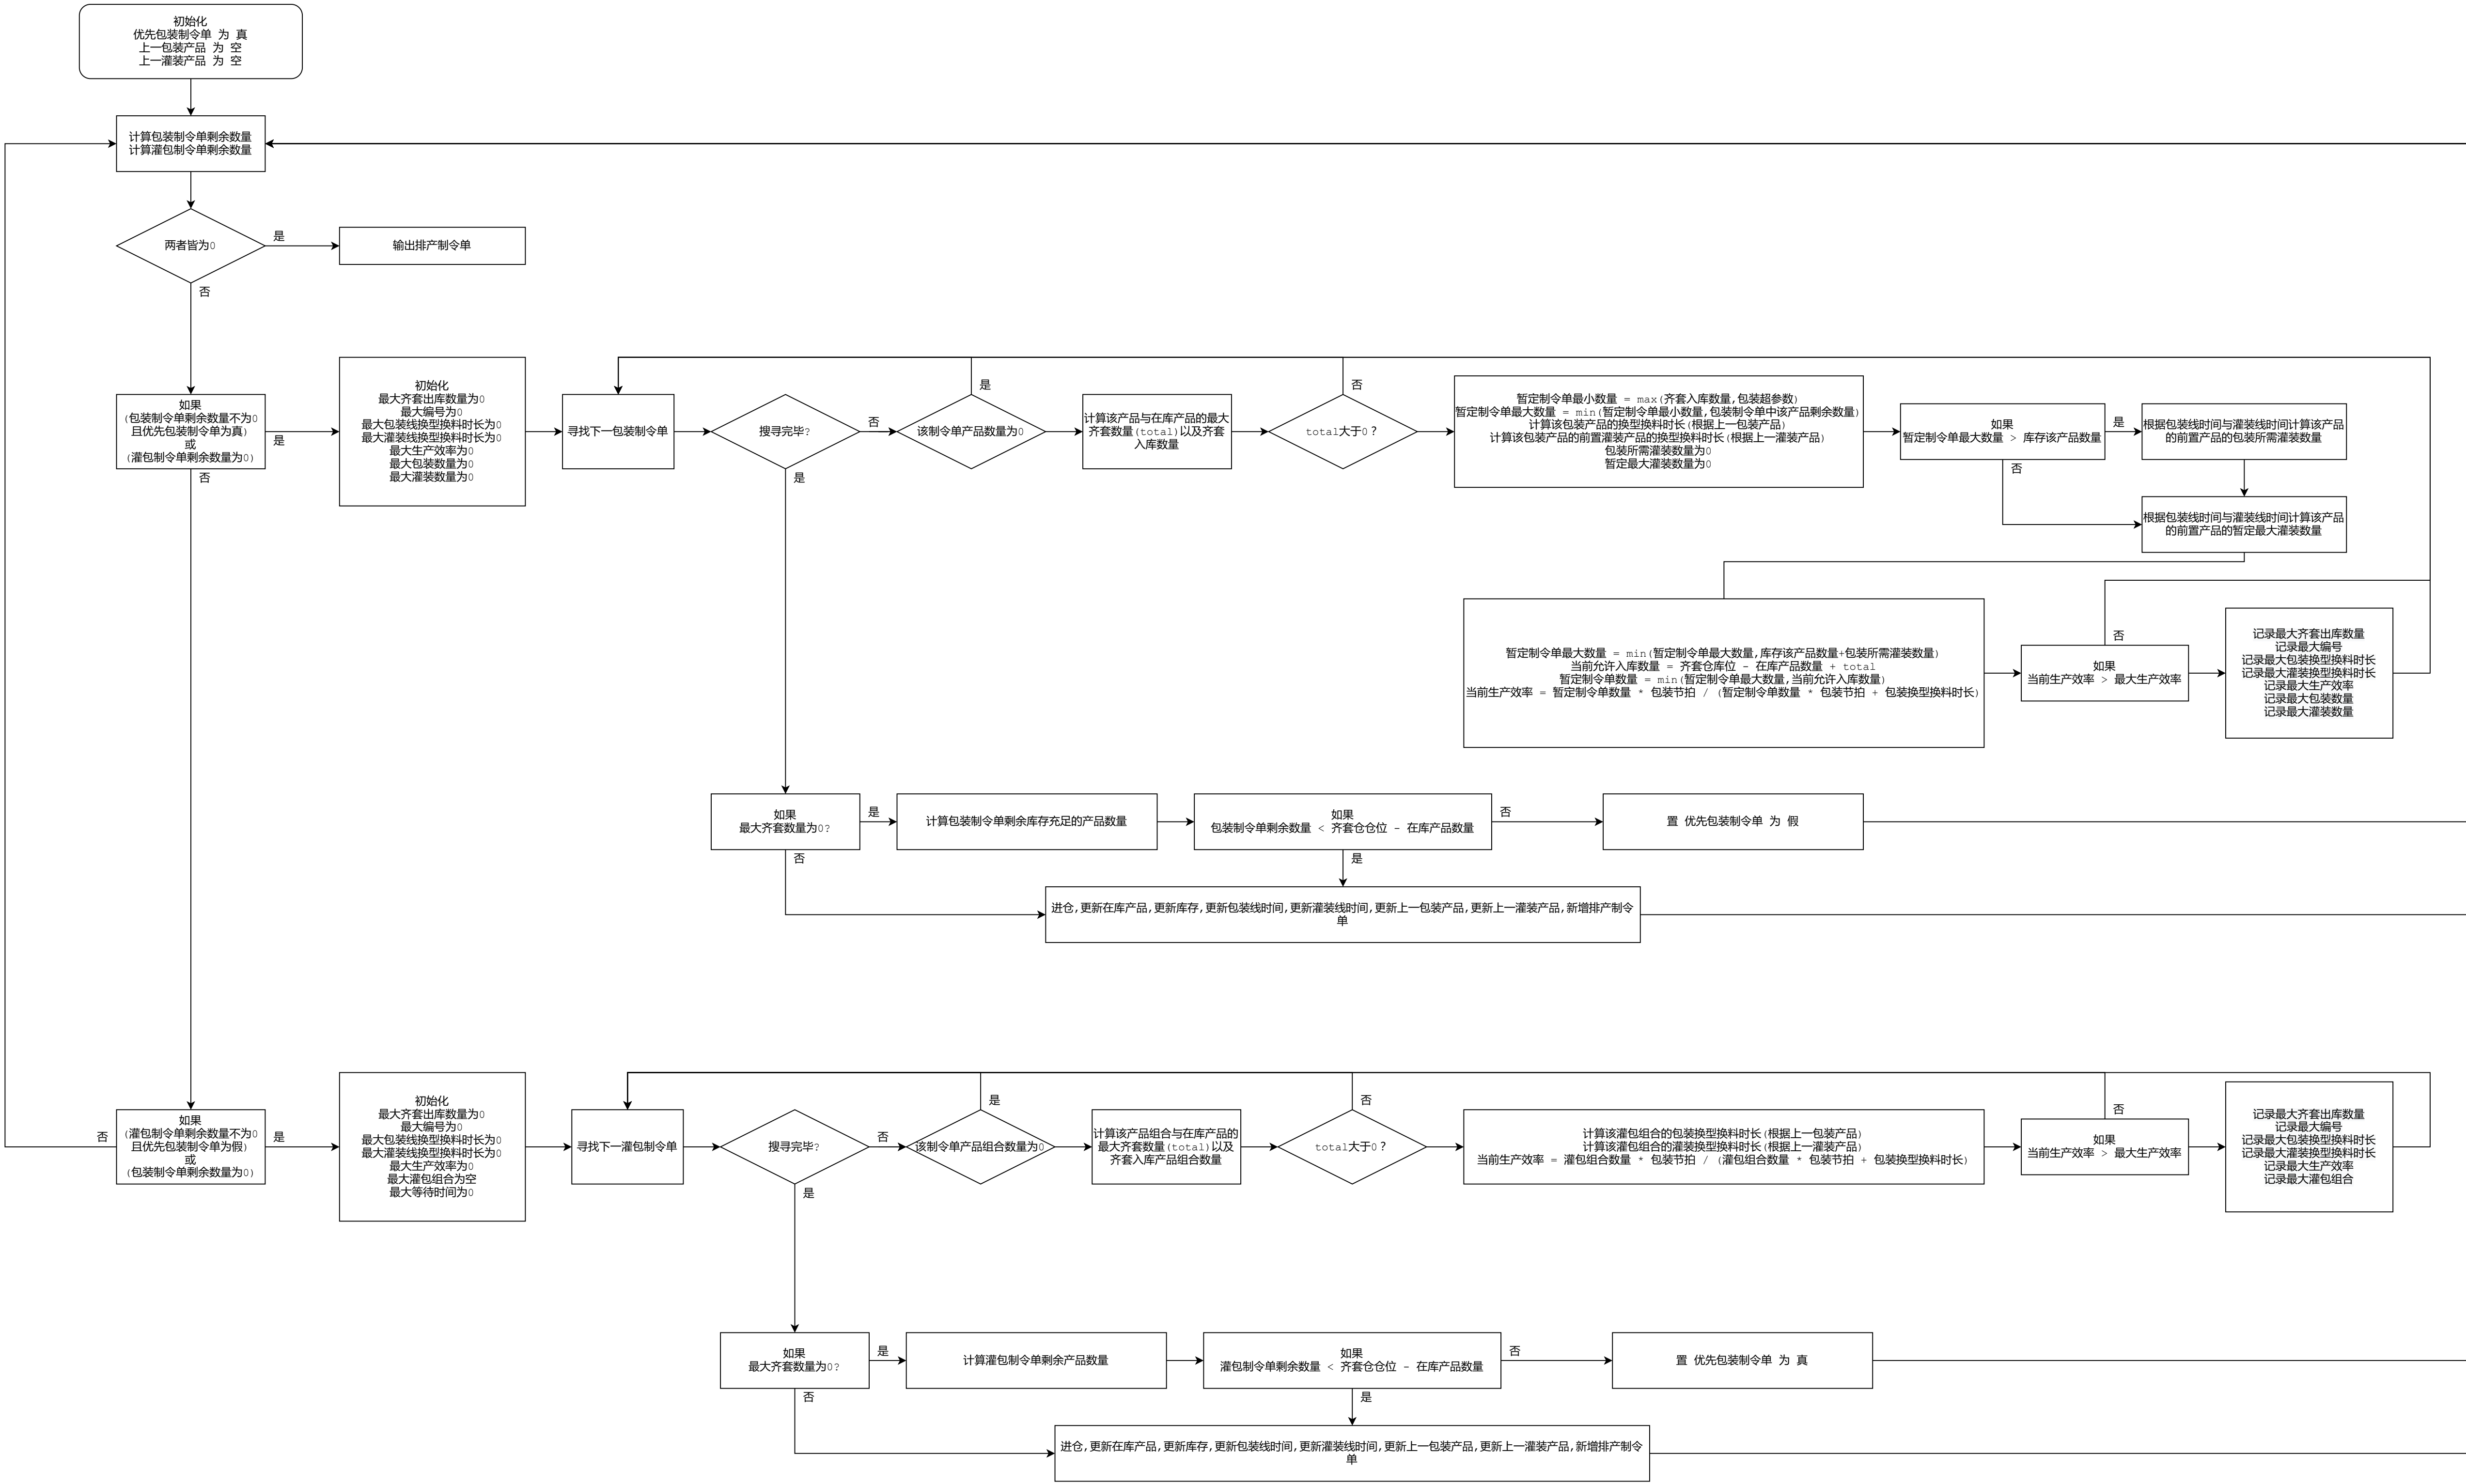 初始化
优先包装制令单 为 真
上一包装产品 为 空
上一灌装产品 为 空
计算包装制令单剩余数量
计算灌包制令单剩余数量
两者皆为0
是
输出排产制令单
否
如果
(包装制令单剩余数量不为0
且优先包装制令单为真)
或
(灌包制令单剩余数量为0)
是
否
初始化
最大齐套出库数量为0
最大编号为0
最大包装线换型换料时长为0
最大灌装线换型换料时长为0
最大生产效率为0
最大包装数量为0
最大灌装数量为0
寻找下一包装制令单
搜寻完毕?
否
是
该制令单产品数量为0
是
计算该产品与在库产品的最大
齐套数量(total)以及齐套
入库数量
total大于0？
否
暂定制令单最小数量 = max(齐套入库数量,包装超参数)
暂定制令单最大数量 = min(暂定制令单最小数量,包装制令单中该产品剩余数量)
计算该包装产品的换型换料时长(根据上一包装产品)
计算该包装产品的前置灌装产品的换型换料时长(根据上一灌装产品)
包装所需灌装数量为0
暂定最大灌装数量为0
如果
暂定制令单最大数量 > 库存该产品数量
是
否
根据包装线时间与灌装线时间计算该产品
的前置产品的包装所需灌装数量
根据包装线时间与灌装线时间计算该产品
的前置产品的暂定最大灌装数量
暂定制令单最大数量 = min(暂定制令单最大数量,库存该产品数量+包装所需灌装数量)
当前允许入库数量 = 齐套仓库位 - 在库产品数量 + total
暂定制令单数量 = min(暂定制令单最大数量,当前允许入库数量)
当前生产效率 = 暂定制令单数量 * 包装节拍 / (暂定制令单数量 * 包装节拍 + 包装换型换料时长)
否
如果
当前生产效率 > 最大生产效率
记录最大齐套出库数量
记录最大编号
记录最大包装换型换料时长
记录最大灌装换型换料时长
记录最大生产效率
记录最大包装数量
记录最大灌装数量
如果
最大齐套数量为0?
是
否
计算包装制令单剩余库存充足的产品数量
如果
包装制令单剩余数量 < 齐套仓仓位 - 在库产品数量
否
是
置 优先包装制令单 为 假
进仓,更新在库产品,更新库存,更新包装线时间,更新灌装线时间,更新上一包装产品,更新上一灌装产品,新增排产制令
单
否
如果
(灌包制令单剩余数量不为0
且优先包装制令单为假)
或
(包装制令单剩余数量为0)
是
初始化
最大齐套出库数量为0
最大编号为0
最大包装线换型换料时长为0
最大灌装线换型换料时长为0
最大生产效率为0
最大灌包组合为空
最大等待时间为0
寻找下一灌包制令单
搜寻完毕?
否
是
该制令单产品组合数量为0
是
计算该产品组合与在库产品的
最大齐套数量(total)以及
齐套入库产品组合数量
total大于0？
否
计算该灌包组合的包装换型换料时长(根据上一包装产品)
计算该灌包组合的灌装换型换料时长(根据上一灌装产品)
当前生产效率 = 灌包组合数量 * 包装节拍 / (灌包组合数量 * 包装节拍 + 包装换型换料时长)
否
如果
当前生产效率 > 最大生产效率
记录最大齐套出库数量
记录最大编号
记录最大包装换型换料时长
记录最大灌装换型换料时长
记录最大生产效率
记录最大灌包组合
如果
最大齐套数量为0?
是
否
计算灌包制令单剩余产品数量
如果
灌包制令单剩余数量 < 齐套仓仓位 - 在库产品数量
否
是
置 优先包装制令单 为 真
进仓,更新在库产品,更新库存,更新包装线时间,更新灌装线时间,更新上一包装产品,更新上一灌装产品,新增排产制令
单